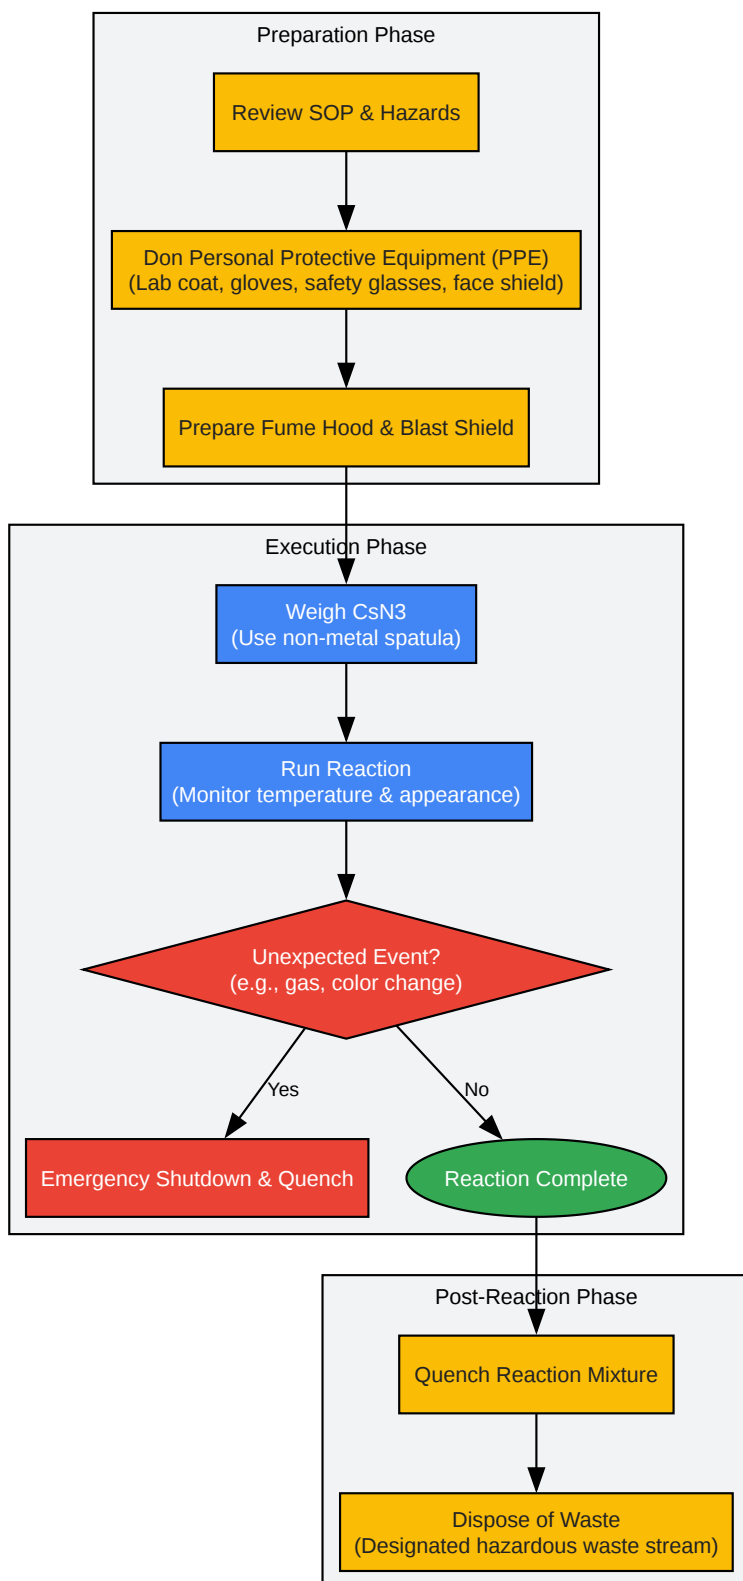 Preparation Phase
Review SOP & Hazards
Don Personal Protective Equipment (PPE)
(Lab coat, gloves, safety glasses, face shield)
Prepare Fume Hood & Blast Shield
Execution Phase
Weigh CsN3
(Use non-metal spatula)
Run Reaction
(Monitor temperature & appearance)
Unexpected Event?
(e.g., gas, color change)
Yes
No
Emergency Shutdown & Quench
Reaction Complete
Post-Reaction Phase
Quench Reaction Mixture
Dispose of Waste
(Designated hazardous waste stream)